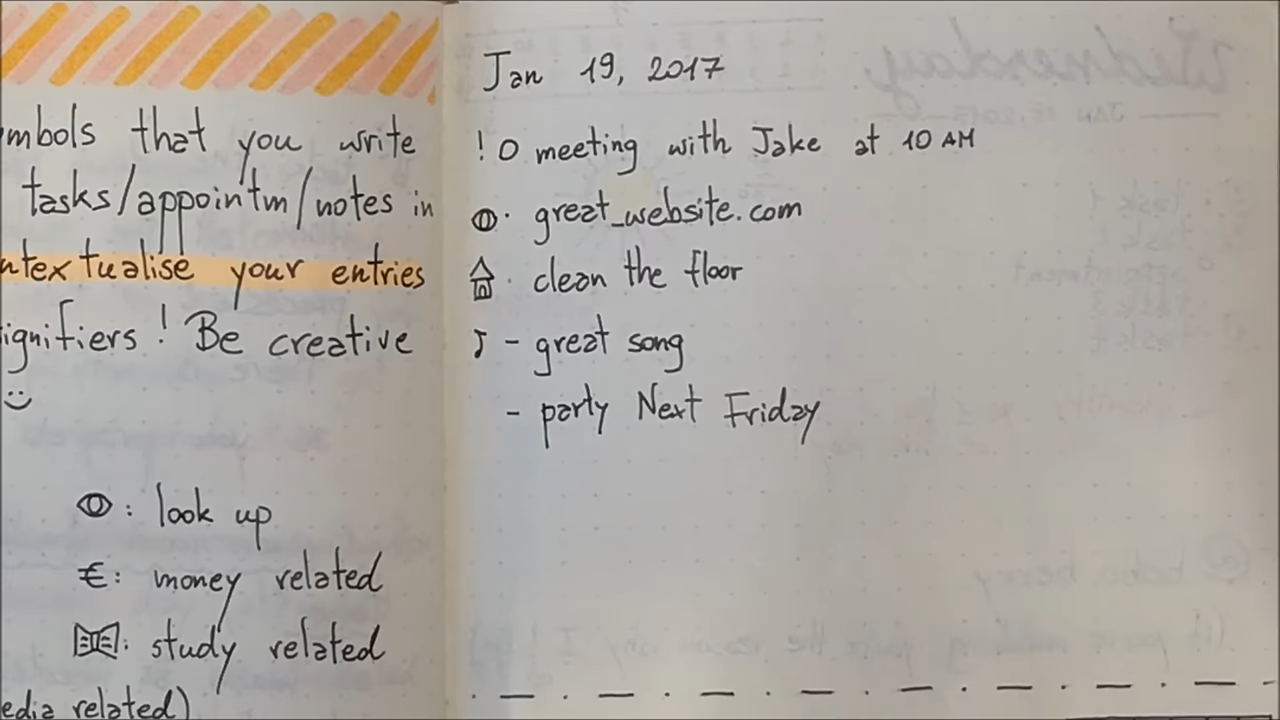 mbols that you write
tasks/appointm/notes in
ntextualise your entries
ignifiers! Be creative
look up
€: money related
study related
edia related)
Jan 19, 2017
! O meeting with Jake at 10 AM
· great_website.com
· clean the floor
♪ - great song
- party Next Friday